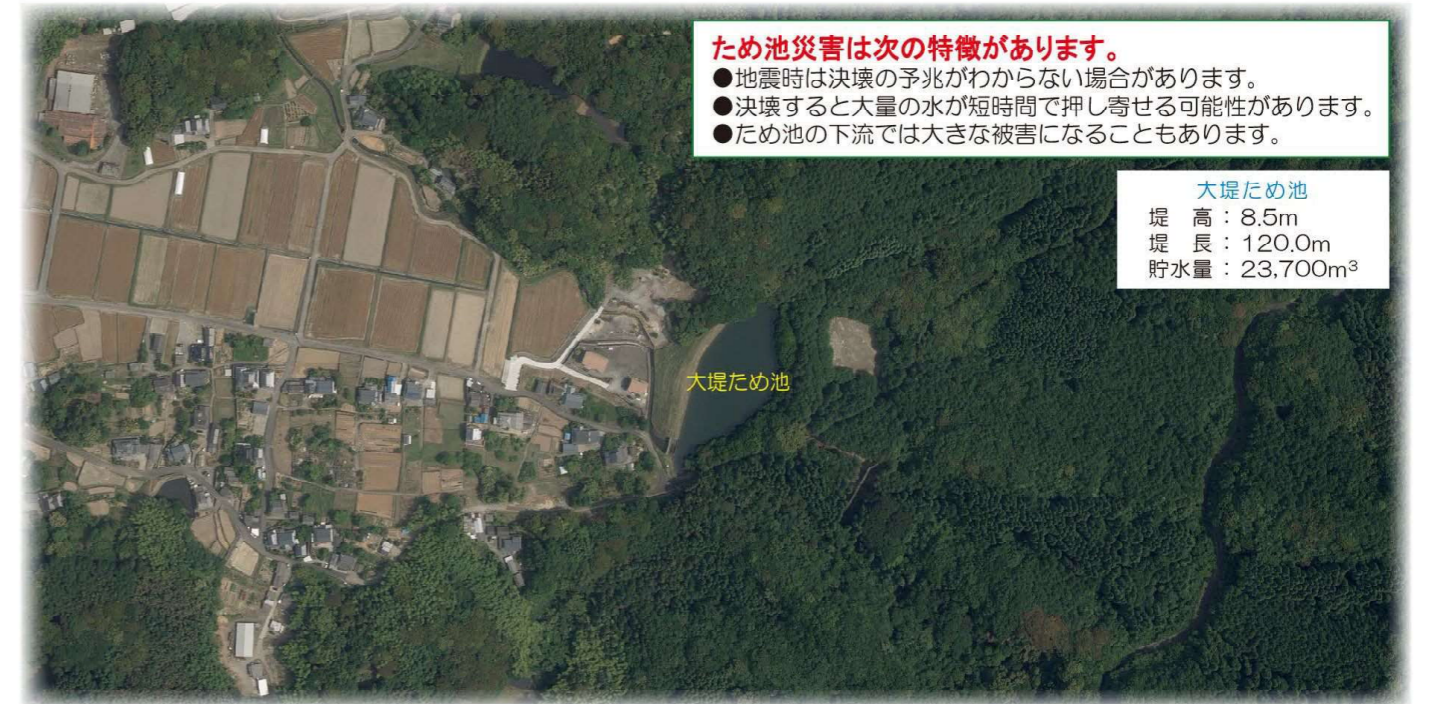 ため池災害は次の特徴があります。
●地震時は決壊の予兆がわからない場合があります。
●決壊すると大量の水が短時間で押し寄せる可能性があります。
●ため池の下流では大きな被害になることもあります。
大堤ため池
堤　高：8.5m
堤　長：120.0m
貯水量：23,700m³
大堤ため池